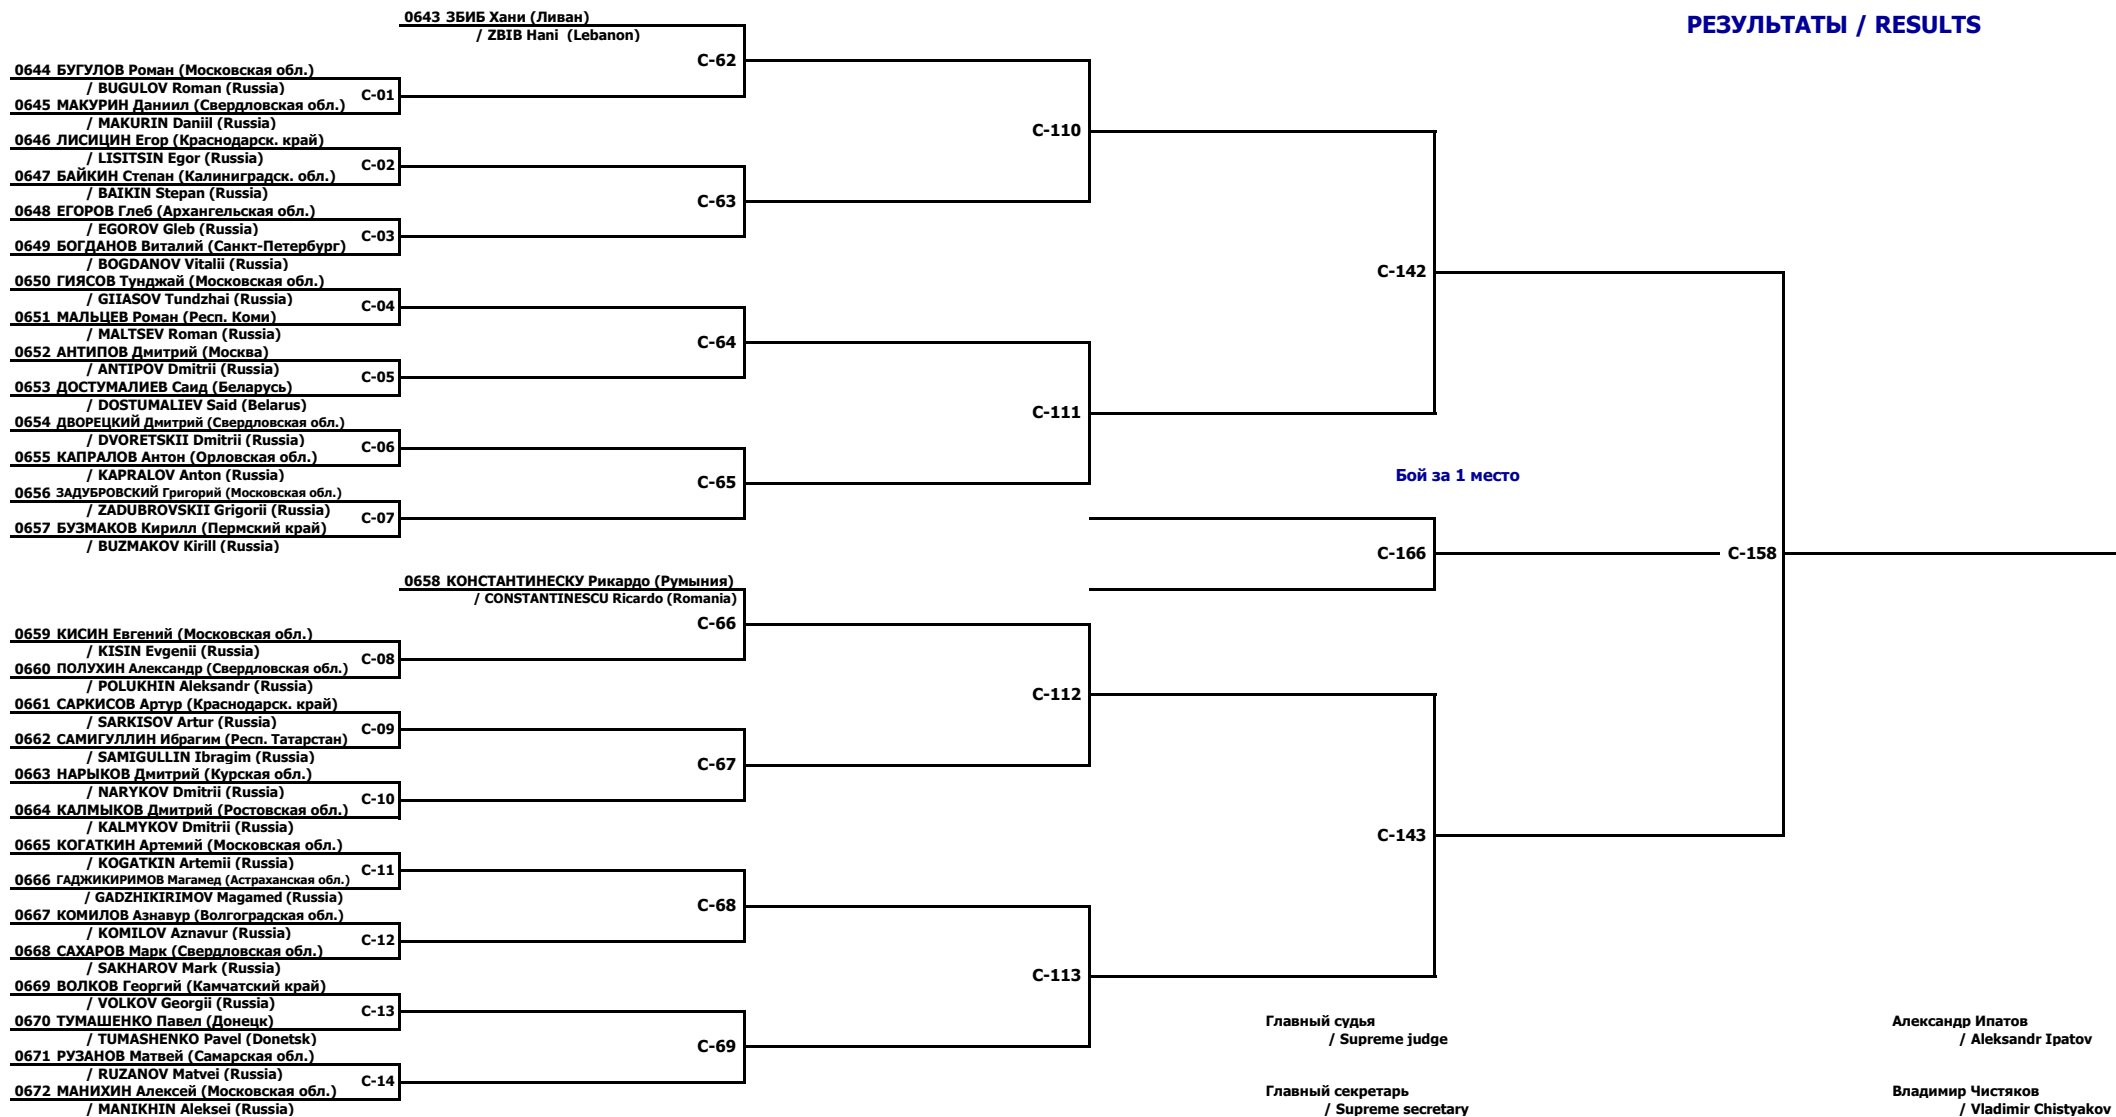 РЕЗУЛЬТАТЫ / RESULTS
0643 ЗБИБ Хани (Ливан)
/ ZBIB Hani (Lebanon)
C-62
0644 БУГУЛОВ Роман (Московская обл.)
/ BUGULOV Roman (Russia)
C-01
0645 МАКУРИН Даниил (Свердловская обл.)
/ MAKURIN Daniil (Russia)
C-110
0646 ЛИСИЦИН Егор (Краснодарск. край)
/ LISITSIN Egor (Russia)
C-02
0647 БАЙКИН Степан (Калиниградск. обл.)
/ BAIKIN Stepan (Russia)
C-63
0648 ЕГОРОВ Глеб (Архангельская обл.)
/ EGOROV Gleb (Russia)
C-03
0649 БОГДАНОВ Виталий (Санкт-Петербург)
/ BOGDANOV Vitalii (Russia)
C-142
0650 ГИЯСОВ Тунджай (Московская обл.)
/ GIIASOV Tundzhai (Russia)
C-04
0651 МАЛЬЦЕВ Роман (Респ. Коми)
/ MALTSEV Roman (Russia)
C-64
0652 АНТИПОВ Дмитрий (Москва)
/ ANTIPOV Dmitrii (Russia)
C-05
0653 ДОСТУМАЛИЕВ Саид (Беларусь)
/ DOSTUMALIEV Said (Belarus)
C-111
0654 ДВОРЕЦКИЙ Дмитрий (Свердловская обл.)
/ DVORETSKII Dmitrii (Russia)
C-06
0655 КАПРАЛОВ Антон (Орловская обл.)
/ KAPRALOV Anton (Russia)
C-65
Бой за 1 место
0656 ЗАДУБРОВСКИЙ Григорий (Московская обл.)
/ ZADUBROVSKII Grigorii (Russia)
C-07
0657 БУЗМАКОВ Кирилл (Пермский край)
/ BUZMAKOV Kirill (Russia)
C-166
C-158
0658 КОНСТАНТИНЕСКУ Рикардо (Румыния)
/ CONSTANTINESCU Ricardo (Romania)
C-66
0659 КИСИН Евгений (Московская обл.)
/ KISIN Evgenii (Russia)
C-08
0660 ПОЛУХИН Александр (Свердловская обл.)
/ POLUKHIN Aleksandr (Russia)
C-112
0661 САРКИСОВ Артур (Краснодарск. край)
/ SARKISOV Artur (Russia)
C-09
0662 САМИГУЛЛИН Ибрагим (Респ. Татарстан)
/ SAMIGULLIN Ibragim (Russia)
C-67
0663 НАРЫКОВ Дмитрий (Курская обл.)
/ NARYKOV Dmitrii (Russia)
C-10
0664 КАЛМЫКОВ Дмитрий (Ростовская обл.)
/ KALMYKOV Dmitrii (Russia)
C-143
0665 КОГАТКИН Артемий (Московская обл.)
/ KOGATKIN Artemii (Russia)
C-11
0666 ГАДЖИКИРИМОВ Магамед (Астраханская обл.)
/ GADZHIKIRIMOV Magamed (Russia)
C-68
0667 КОМИЛОВ Азнавур (Волгоградская обл.)
/ KOMILOV Aznavur (Russia)
C-12
0668 САХАРОВ Марк (Свердловская обл.)
/ SAKHAROV Mark (Russia)
C-113
0669 ВОЛКОВ Георгий (Камчатский край)
/ VOLKOV Georgii (Russia)
C-13
0670 ТУМАШЕНКО Павел (Донецк)
/ TUMASHENKO Pavel (Donetsk)
C-69
0671 РУЗАНОВ Матвей (Самарская обл.)
/ RUZANOV Matvei (Russia)
C-14
0672 МАНИХИН Алексей (Московская обл.)
/ MANIKHIN Aleksei (Russia)
Главный судья
/ Supreme judge
Александр Ипатов
/ Aleksandr Ipatov
Главный секретарь
/ Supreme secretary
Владимир Чистяков
/ Vladimir Chistyakov